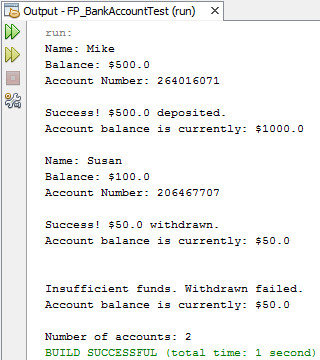 Output - FP_BankAccountTest (run)
run:
Name: Mike
Balance: $500.0
Account Number: 264016071
Success! $500.0 deposited.
Account balance is currently: $1000.0
Name: Susan
Balance: $100.0
Account Number: 206467707
Success! $50.0 withdrawn.
Account balance is currently: $50.0
Insufficient funds. Withdrawn failed.
Account balance is currently: $50.0
Number of accounts: 2
BUILD SUCCESSFUL (total time: 1 second)